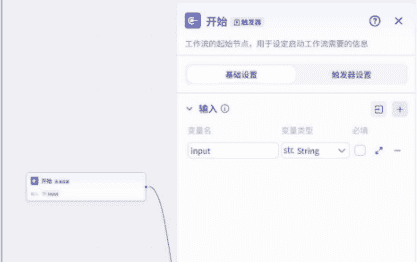 开始 触发器
工作流的起始节点，用于设定启动工作流需要的信息
基础设置 触发器设置
输入
变量名 变量类型 必填
input str. String
开始
input